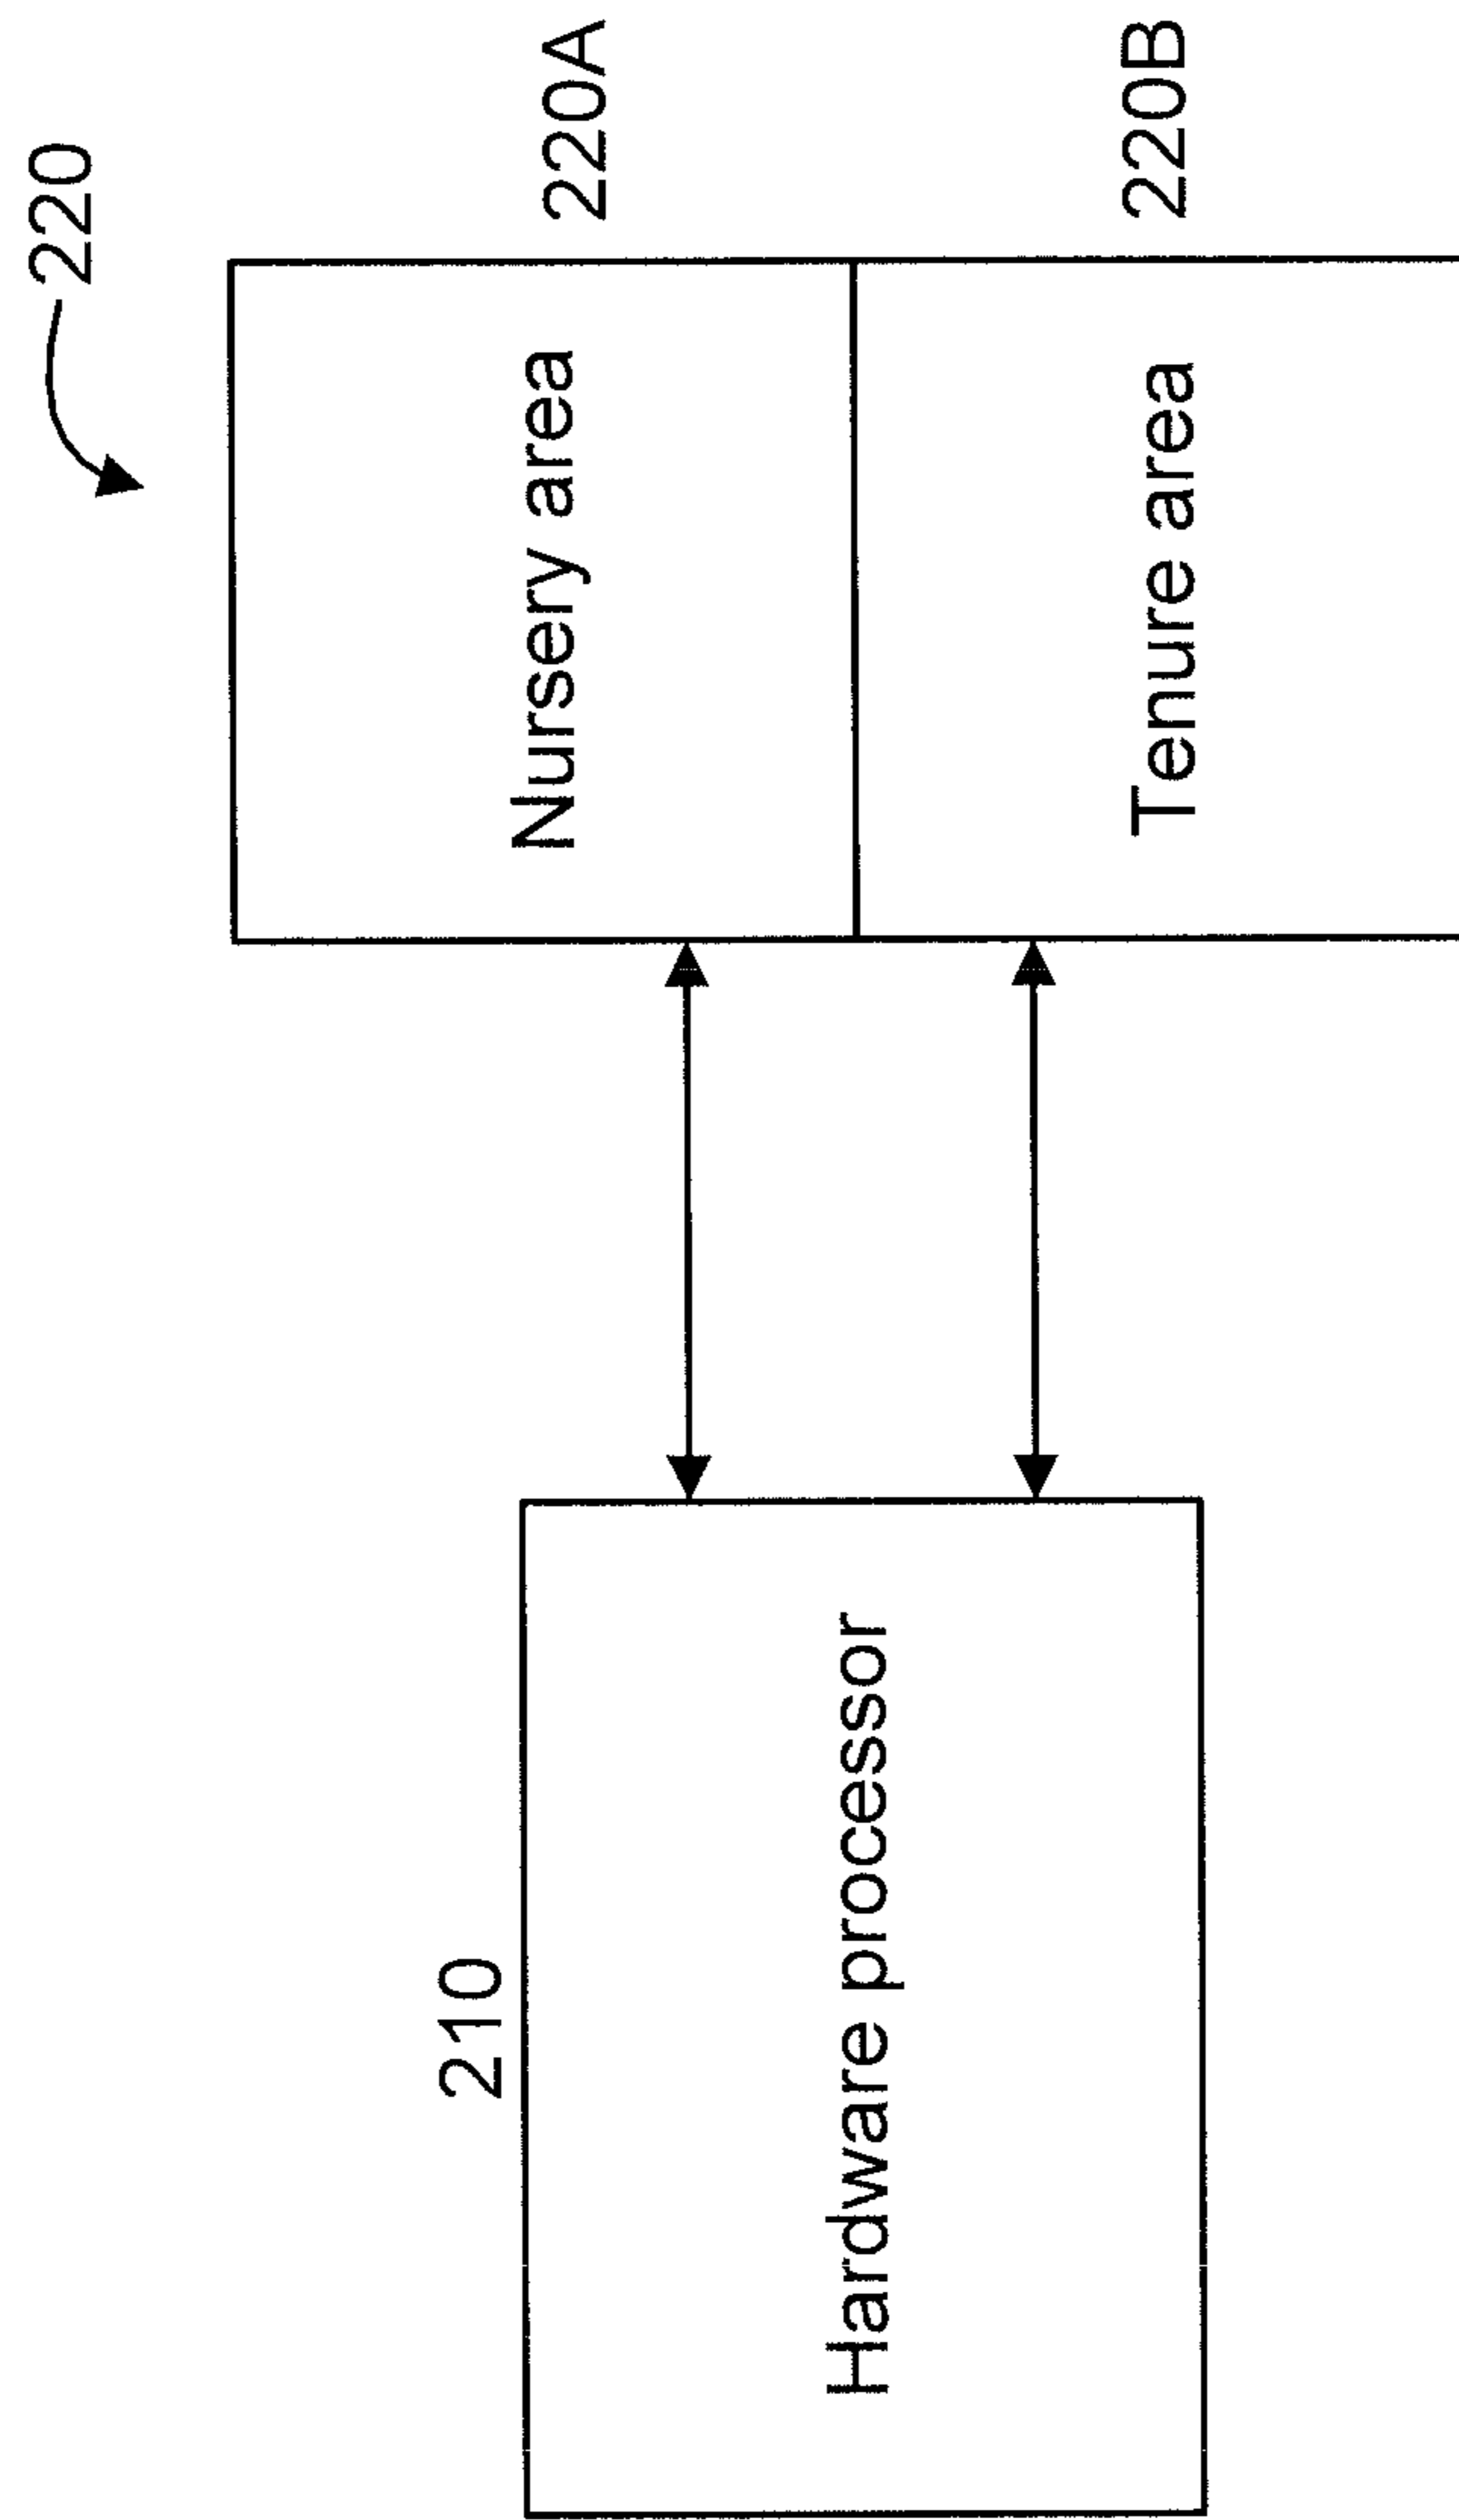 220
Nursery area
220A
Tenure area
220B
210
Hardware processor